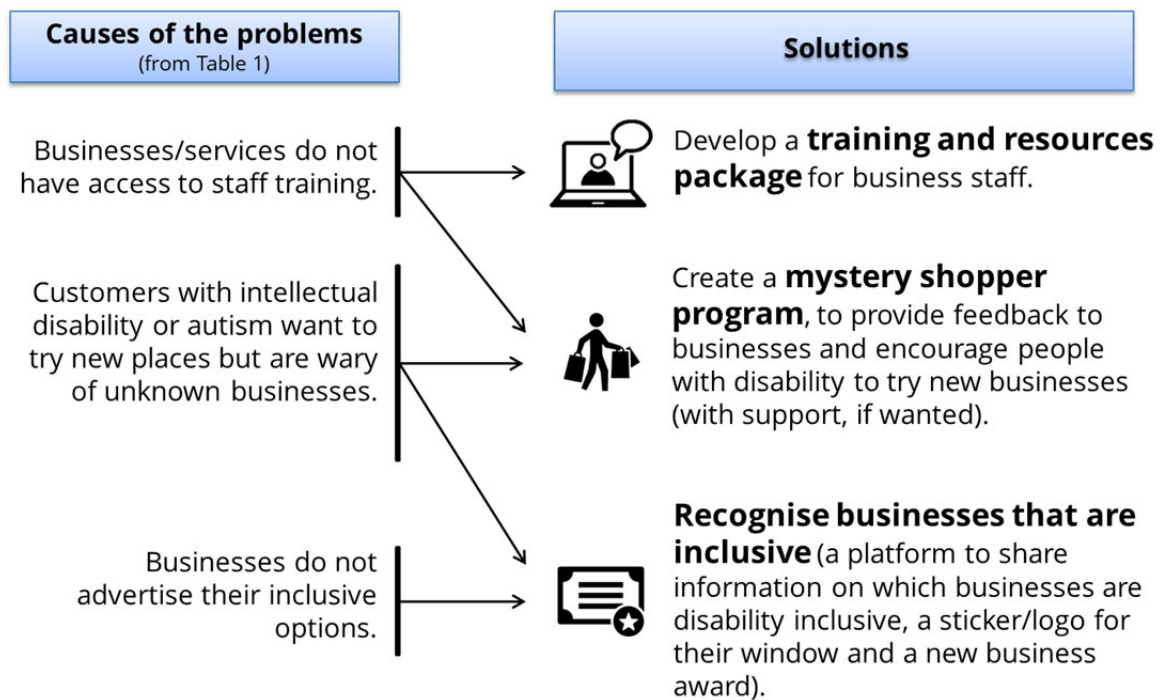 Causes of the problems
(from Table 1)
Solutions
Businesses/services do not
have access to staff training.
Develop a training and resources
package for business staff.
Customers with intellectual
disability or autism want to
try new places but are wary
of unknown businesses.
Create a mystery shopper
program, to provide feedback to
businesses and encourage people
with disability to try new businesses
(with support, if wanted).
Businesses do not
advertise their inclusive
options.
Recognise businesses that are
inclusive (a platform to share
information on which businesses are
disability inclusive, a sticker/logo for
their window and a new business
award).